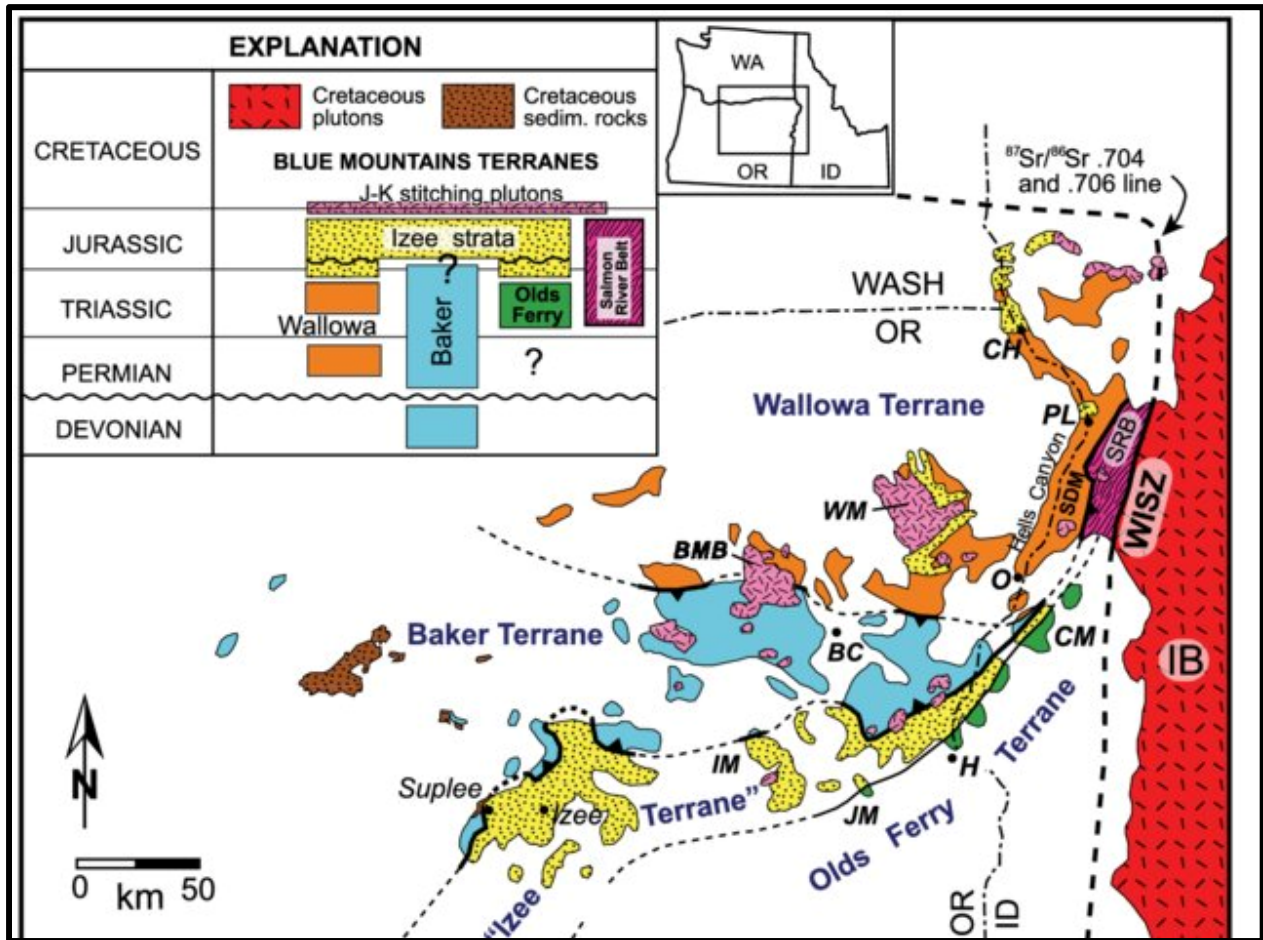 EXPLANATION
CRETACEOUS
Cretaceous
plutons
Cretaceous
sedim. rocks
BLUE MOUNTAINS TERRANES
J-K stitching plutons
JURASSIC
Izee strata
?
Salmon
River Belt
TRIASSIC
Olds
Ferry
Wallowa
Baker
PERMIAN
?
DEVONIAN
WA
OR
ID
⁸⁷Sr/⁸⁶Sr .704
and .706 line
WASH
OR
CH
Wallowa Terrane
PL
Hells Canyon
SDM
SRB
WISZ
WM
BMB
O
Baker Terrane
BC
CM
IB
N
Suplee
Izee
IM
H
JM
"Izee
Terrane"
Olds Ferry
Terrane
OR
ID
0
km
50